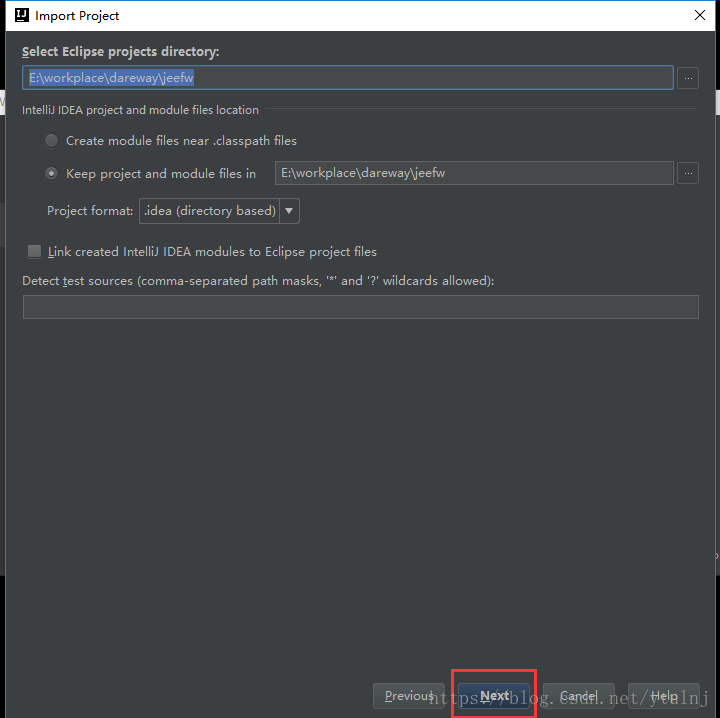 Import Project
Select Eclipse projects directory:
E:\workplace\dareway\jeefw
...
IntelliJ IDEA project and module files location
Create module files near .classpath files
Keep project and module files in E:\workplace\dareway\jeefw ...
Project format: .idea (directory based)
Link created IntelliJ IDEA modules to Eclipse project files
Detect test sources (comma-separated path masks, '*' and '?' wildcards allowed):
Previous Next Cancel Help
https://blog.csdn.net/ytulnj